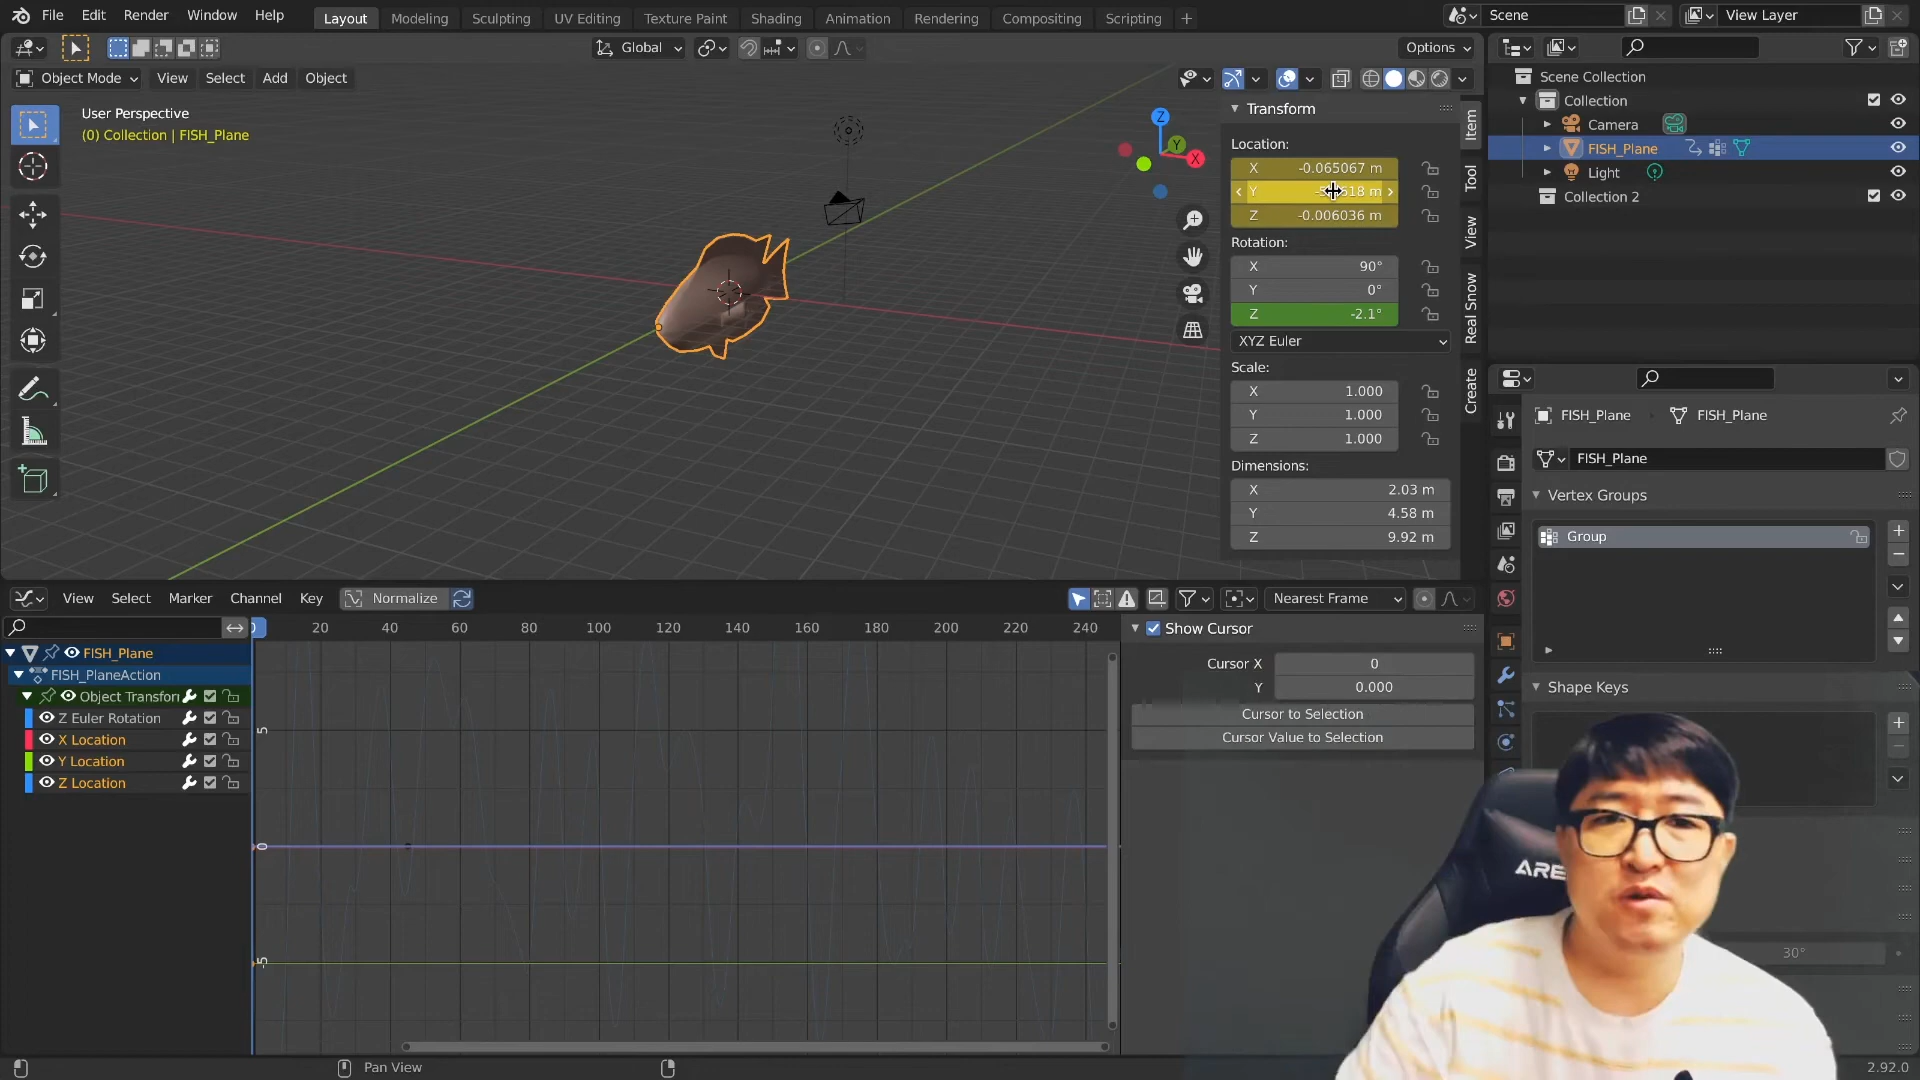 File Edit Render Window Help Layout Modeling Sculpting UV Editing Texture Paint Shading Animation Rendering Compositing Scripting + Scene View Layer
Global Options
Object Mode View Select Add Object
User Perspective
(0) Collection | FISH_Plane
Z
Y
X
Transform
Location:
X -0.065067 m
Y
Z -0.006036 m
Rotation:
X 90°
Y 0°
Z -2.1°
XYZ Euler
Scale:
X 1.000
Y 1.000
Z 1.000
Dimensions:
X 2.03 m
Y 4.58 m
Z 9.92 m
Item
Tool
View
Real Snow
Create
Scene Collection
Collection
Camera
FISH_Plane
Light
Collection 2
FISH_Plane FISH_Plane
FISH_Plane
Vertex Groups
Group
Shape Keys
30°
View Select Marker Channel Key Normalize Nearest Frame
0 20 40 60 80 100 120 140 160 180 200 220 240
FISH_Plane
FISH_PlaneAction
Object Transfor
Z Euler Rotation
X Location
Y Location
Z Location
5
0
-5
Show Cursor
Cursor X 0
Y 0.000
Cursor to Selection
Cursor Value to Selection
Pan View
2.92.0